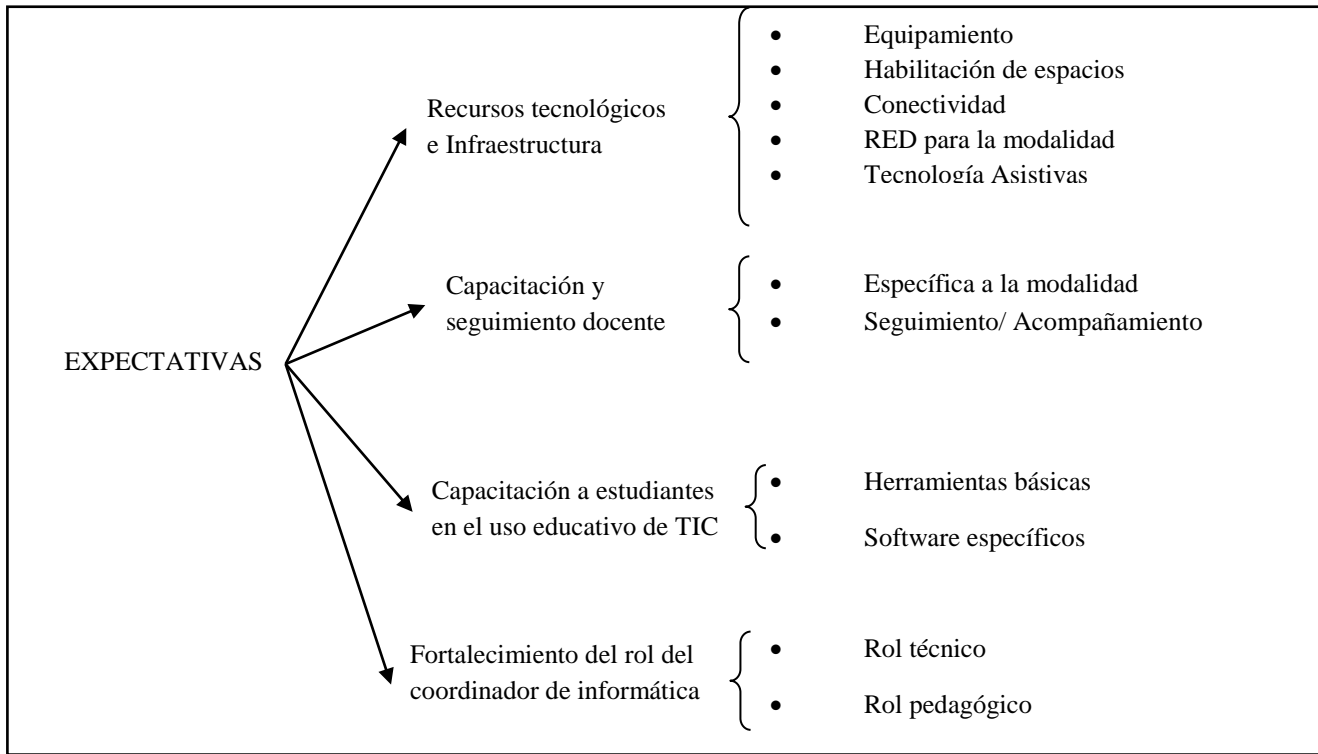 EXPECTATIVAS
Recursos tecnológicos
e Infraestructura
• Equipamiento
• Habilitación de espacios
• Conectividad
• RED para la modalidad
• Tecnología Asistivas
Capacitación y
seguimiento docente
• Específica a la modalidad
• Seguimiento/ Acompañamiento
Capacitación a estudiantes
en el uso educativo de TIC
• Herramientas básicas
• Software específicos
Fortalecimiento del rol del
coordinador de informática
• Rol técnico
• Rol pedagógico